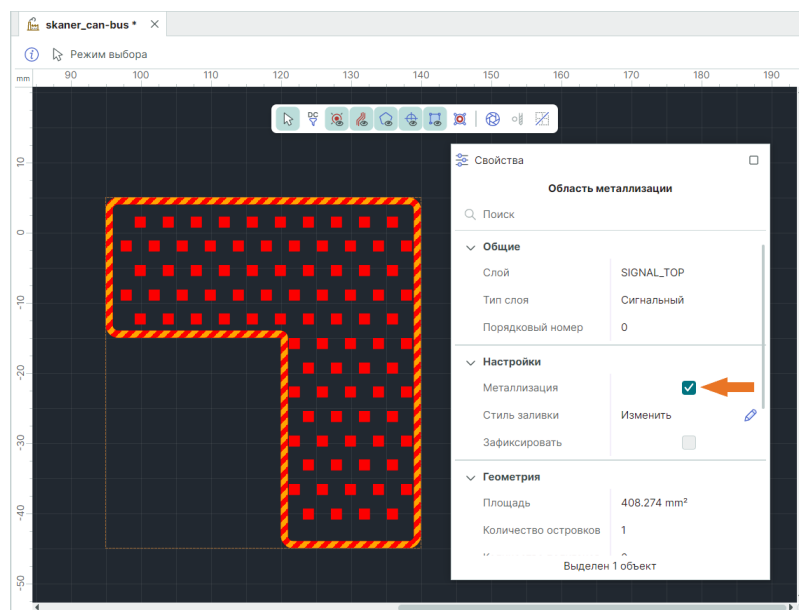 skaner_can-bus *
Режим выбора
mm 90 100 110 120 130 140 150 160 170 180 190
DC
10
0
-10
-20
-30
-40
-50
Свойства
Область металлизации
Поиск
Общие
Слой SIGNAL_TOP
Тип слоя Сигнальный
Порядковый номер 0
Настройки
Металлизация
Стиль заливки Изменить
Зафиксировать
Геометрия
Площадь 408.274 mm²
Количество островков 1
Выделен 1 объект